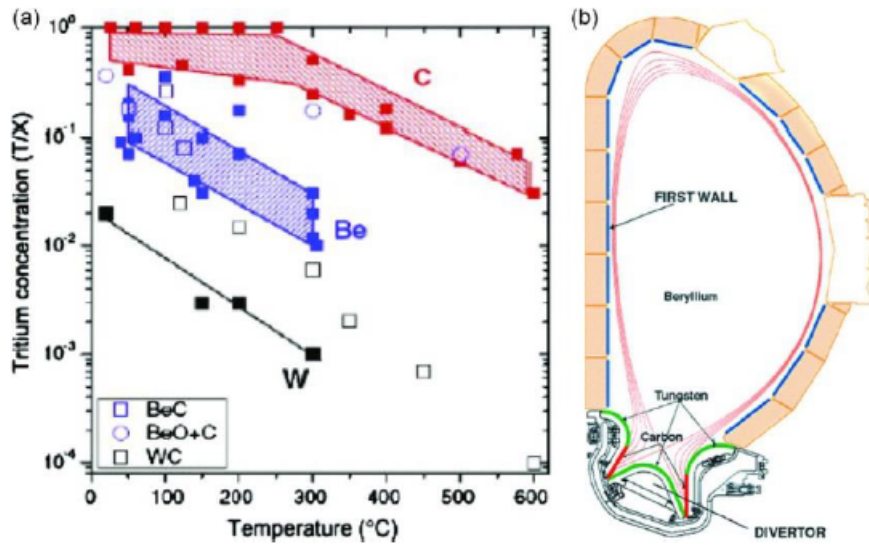 (a)
Tritium concentration (T/X)
10⁰
10⁻¹
10⁻²
10⁻³
10⁻⁴
C
Be
W
BeC
BeO+C
WC
0 100 200 300 400 500 600
Temperature (°C)
(b)
FIRST WALL
Beryllium
Tungsten
Carbon
DIVERTOR